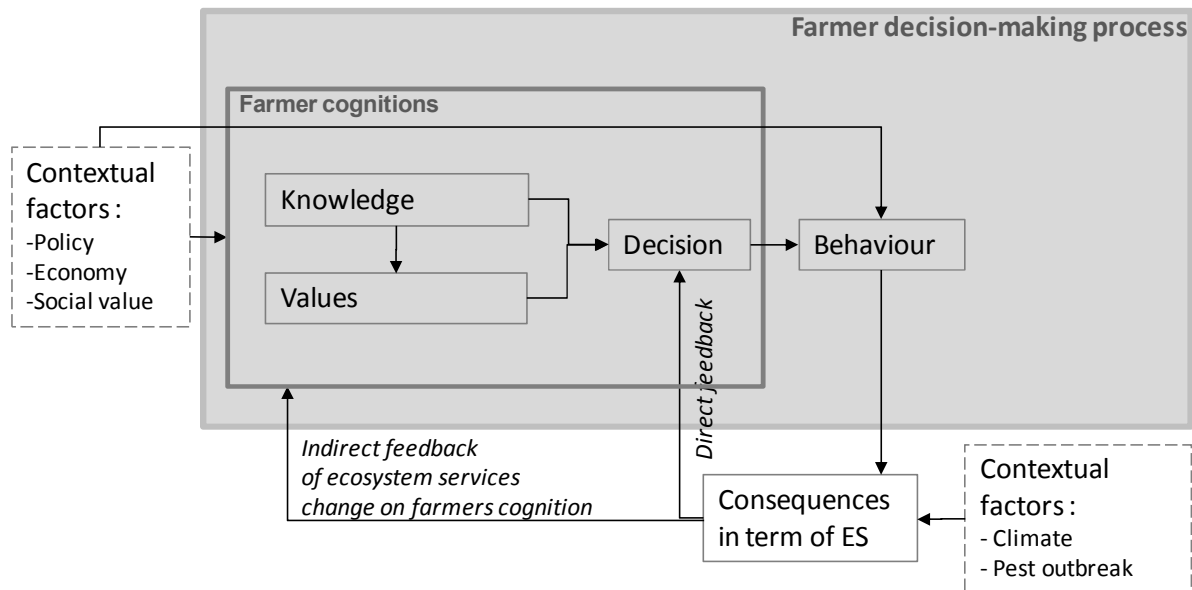 Farmer decision-making process
Farmer cognitions
Contextual
factors :
-Policy
-Economy
-Social value
Knowledge
Values
Decision
Behaviour
Direct feedback
Indirect feedback
of ecosystem services
change on farmers cognition
Consequences
in term of ES
Contextual
factors :
- Climate
- Pest outbreak